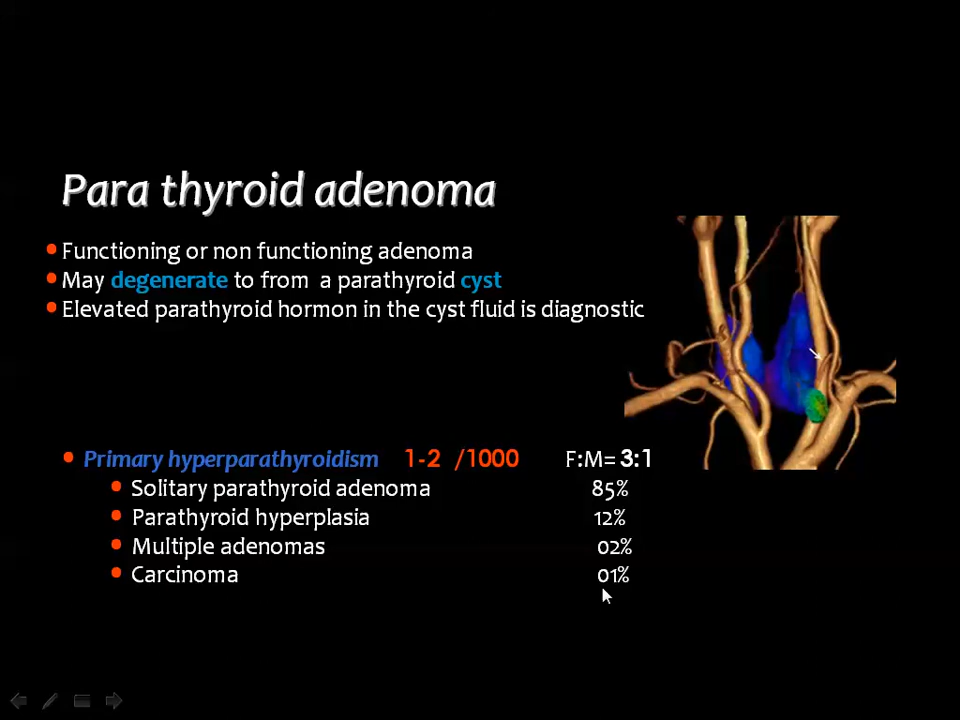 Para thyroid adenoma
Functioning or non functioning adenoma
May degenerate to from a parathyroid cyst
Elevated parathyroid hormon in the cyst fluid is diagnostic
Primary hyperparathyroidism 1-2 /1000 F:M= 3:1
Solitary parathyroid adenoma 85%
Parathyroid hyperplasia 12%
Multiple adenomas 02%
Carcinoma 01%